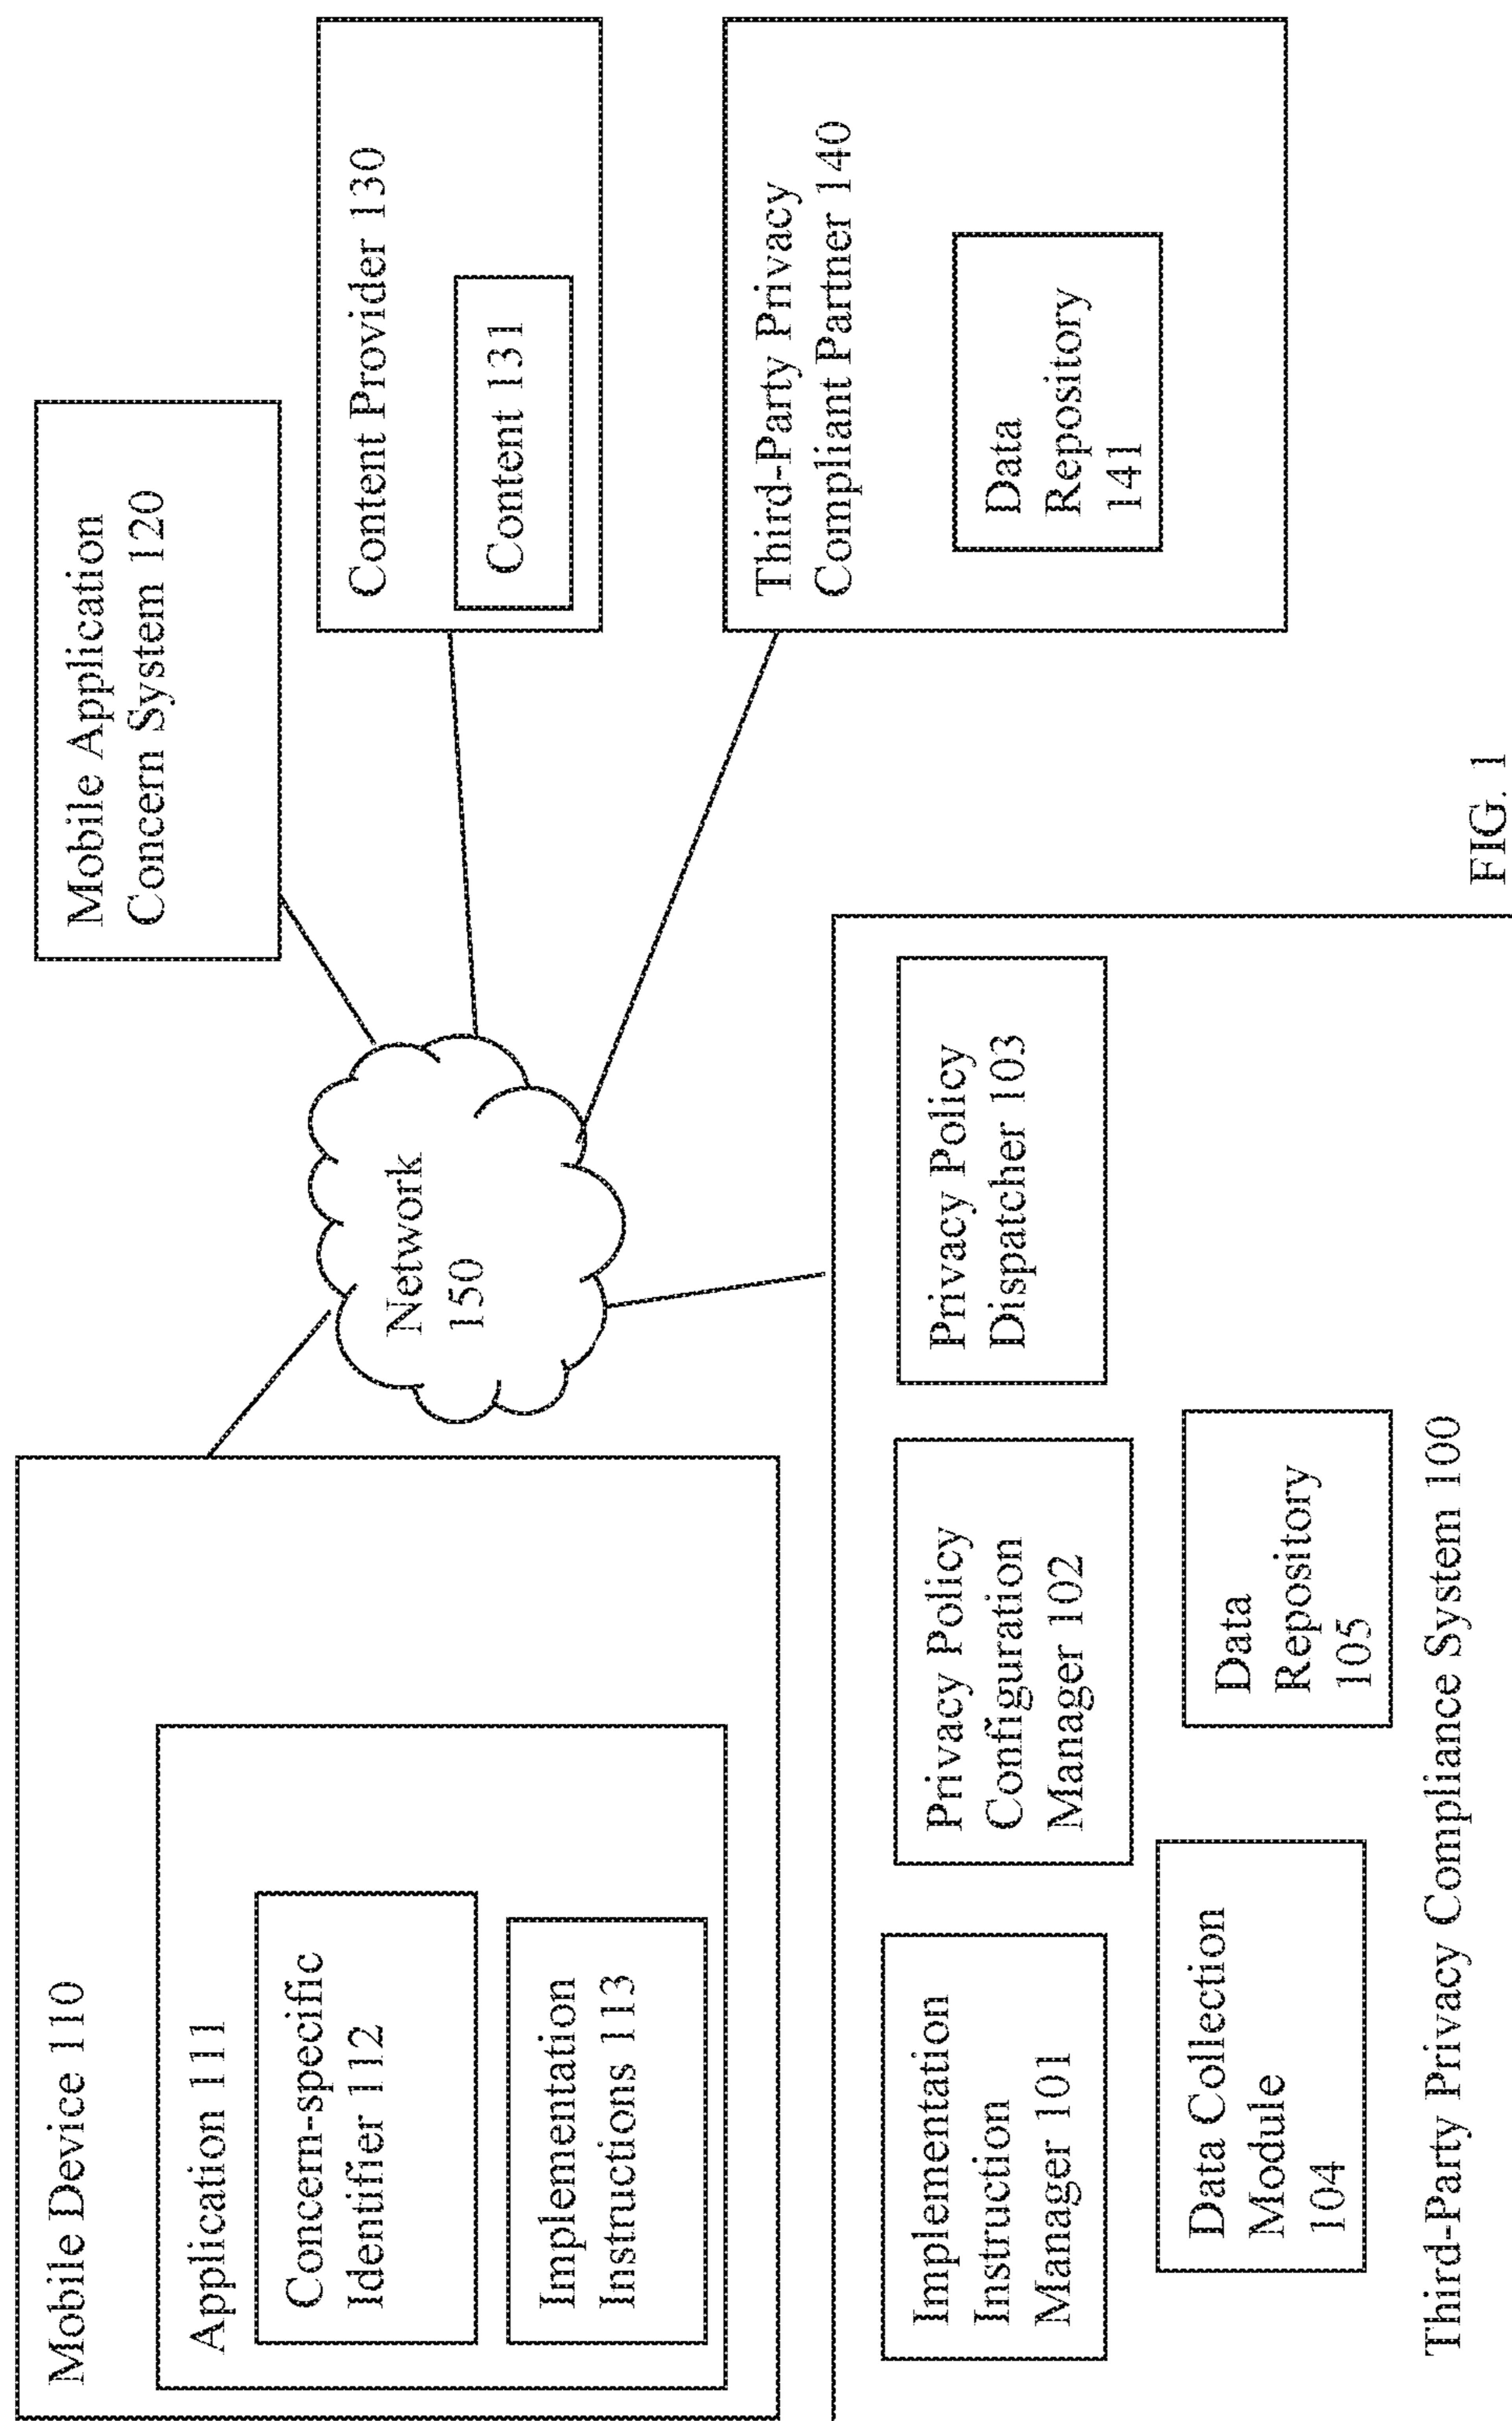 Mobile Device 110
Application 111
Concern-specific
Identifier 112
Implementation
Instructions 113
Network
150
Mobile Application
Concern System 120
Content Provider 130
Content 131
Third-Party Privacy
Compliant Partner 140
Data
Repository
141
Implementation
Instruction
Manager 101
Privacy Policy
Configuration
Manager 102
Privacy Policy
Dispatcher 103
Data Collection
Module
104
Data
Repository
105
Third-Party Privacy Compliance System 100
FIG. 1